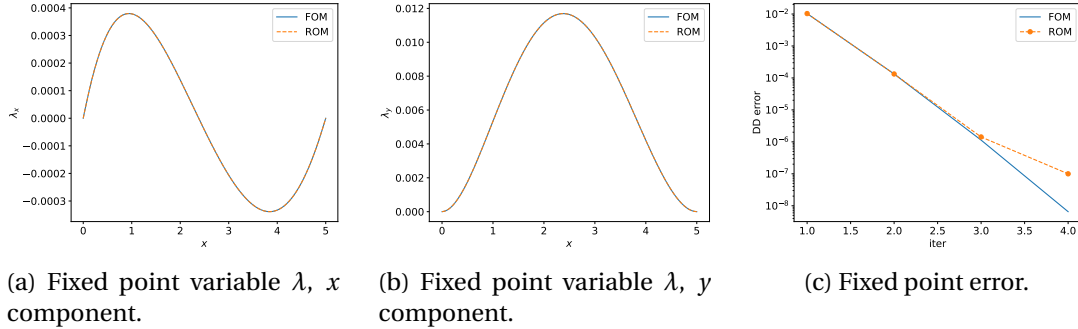 0.0004
0.0003
0.0002
0.0001
0.0000
−0.0001
−0.0002
−0.0003
λx
0
1
2
3
4
5
x
FOM
ROM
0.012
0.010
0.008
0.006
0.004
0.002
0.000
λy
0
1
2
3
4
5
x
FOM
ROM
10⁻²
10⁻³
10⁻⁴
10⁻⁵
10⁻⁶
10⁻⁷
10⁻⁸
DD error
1.0
1.5
2.0
2.5
3.0
3.5
4.0
iter
FOM
ROM
(a) Fixed point variable λ, x
component.
(b) Fixed point variable λ, y
component.
(c) Fixed point error.